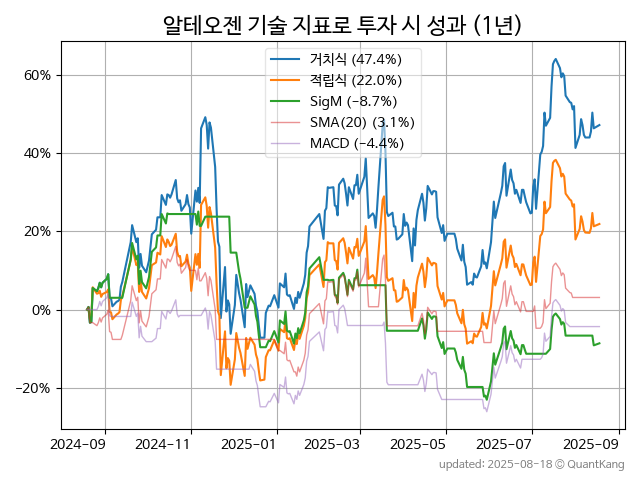 알테오젠 기술 지표로 투자 시 성과 (1년)
거치식 (47.4%)
적립식 (22.0%)
SigM (−8.7%)
SMA(20) (3.1%)
MACD (−4.4%)
60%
40%
20%
0%
−20%
2024-09 2024-11 2025-01 2025-03 2025-05 2025-07 2025-09
updated: 2025-08-18 © QuantKang